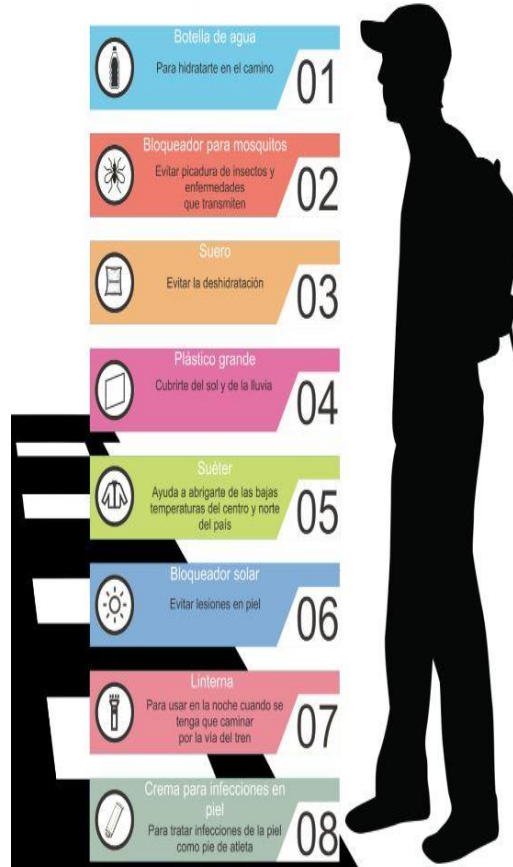 Botella de agua
Para hidratarte en el camino
01
Bloqueador para mosquitos
Evitar picadura de insectos y
enfermedades
que transmiten
02
Suero
Evitar la deshidratación
03
Plástico grande
Cubrirte del sol y de la lluvia
04
Suéter
Ayuda a abrigarte de las bajas
temperaturas del centro y norte
del país
05
Bloqueador solar
Evitar lesiones en piel
06
Linterna
Para usar en la noche cuando se
tenga que caminar
por la vía del tren
07
Crema para infecciones en
piel
Para tratar infecciones de la piel
como pie de atleta
08